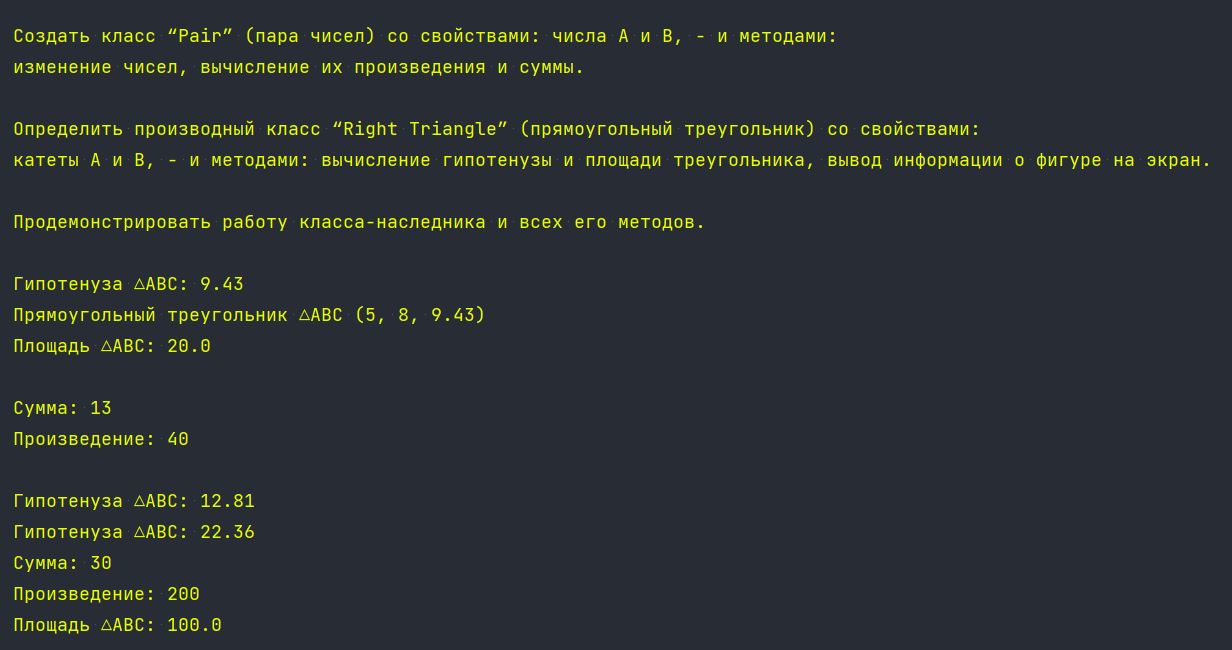 Создать класс “Pair” (пара чисел) со свойствами: числа А и В, - и методами:
изменение чисел, вычисление их произведения и суммы.
Определить производный класс “Right Triangle” (прямоугольный треугольник) со свойствами:
катеты А и В, - и методами: вычисление гипотенузы и площади треугольника, вывод информации о фигуре на экран.
Продемонстрировать работу класса-наследника и всех его методов.
Гипотенуза △ABC: 9.43
Прямоугольный треугольник △ABC (5, 8, 9.43)
Площадь △ABC: 20.0
Сумма: 13
Произведение: 40
Гипотенуза △ABC: 12.81
Гипотенуза △ABC: 22.36
Сумма: 30
Произведение: 200
Площадь △ABC: 100.0